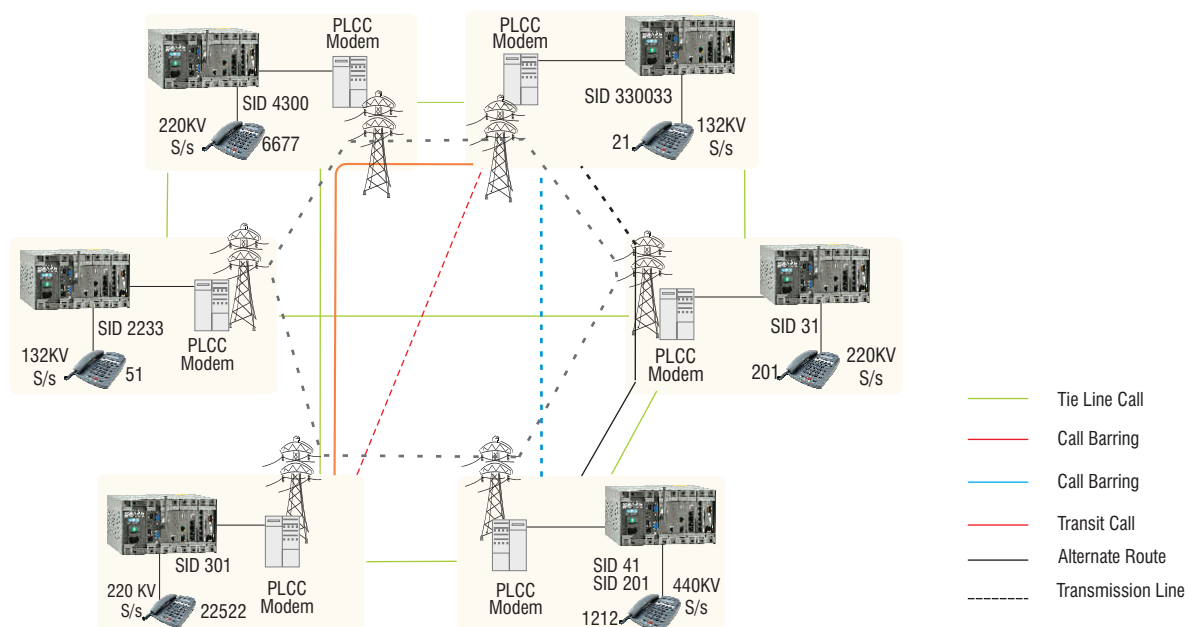 PLCC
Modem
SID 4300
220KV
S/s
6677
PLCC
Modem
SID 330033
21
132KV
S/s
SID 2233
PLCC
Modem
132KV
S/s
51
SID 31
PLCC
Modem
201
220KV
S/s
SID 301
PLCC
Modem
220 KV
S/s
22522
PLCC
Modem
SID 41
SID 201
1212
440KV
S/s
Tie Line Call
Call Barring
Call Barring
Transit Call
Alternate Route
Transmission Line